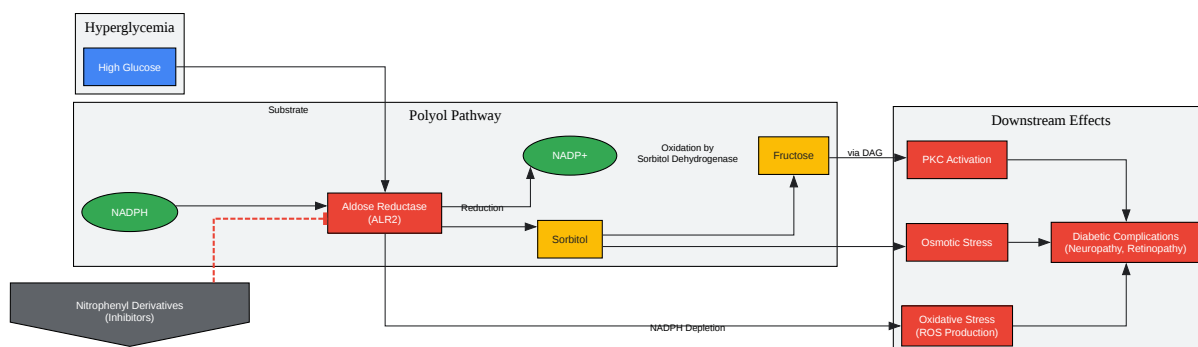 Hyperglycemia
High Glucose
Substrate
Polyol Pathway
NADPH
Aldose Reductase
(ALR2)
Reduction
NADP+
Sorbitol
Oxidation by
Sorbitol Dehydrogenase
Fructose
via DAG
Downstream Effects
PKC Activation
Osmotic Stress
Diabetic Complications
(Neuropathy, Retinopathy)
Nitrophenyl Derivatives
(Inhibitors)
NADPH Depletion
Oxidative Stress
(ROS Production)